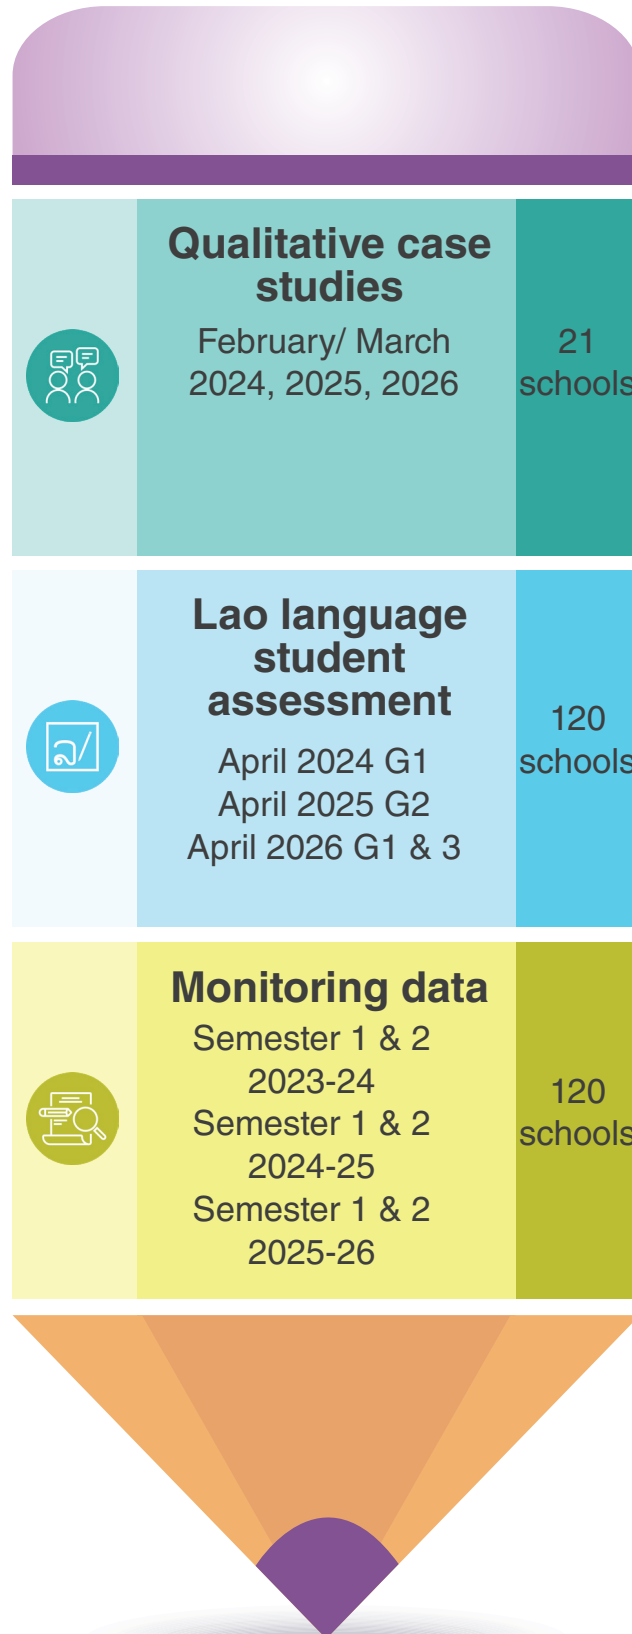 Qualitative case
studies
February/ March
2024, 2025, 2026
21
schools
Lao language
student
assessment
April 2024 G1
April 2025 G2
April 2026 G1 & 3
120
schools
ລ/
Monitoring data
Semester 1 & 2
2023-24
Semester 1 & 2
2024-25
Semester 1 & 2
2025-26
120
schools